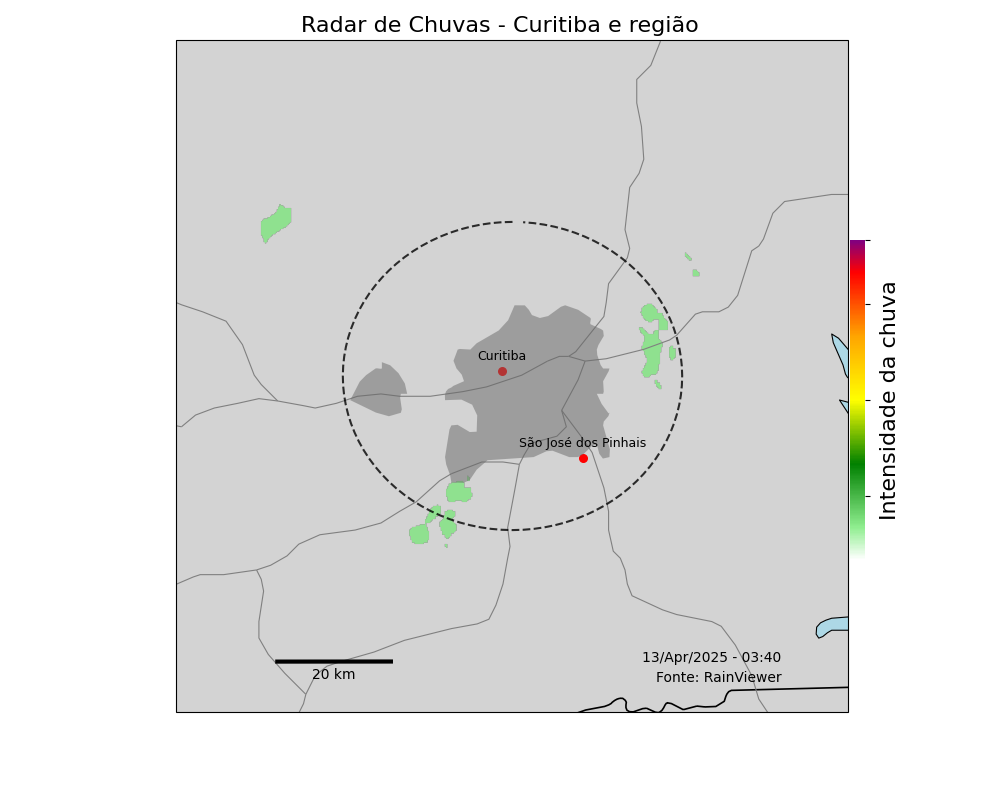 Radar de Chuvas - Curitiba e região
Curitiba
São José dos Pinhais
Intensidade da chuva
13/Apr/2025 - 03:40
20 km
Fonte: RainViewer